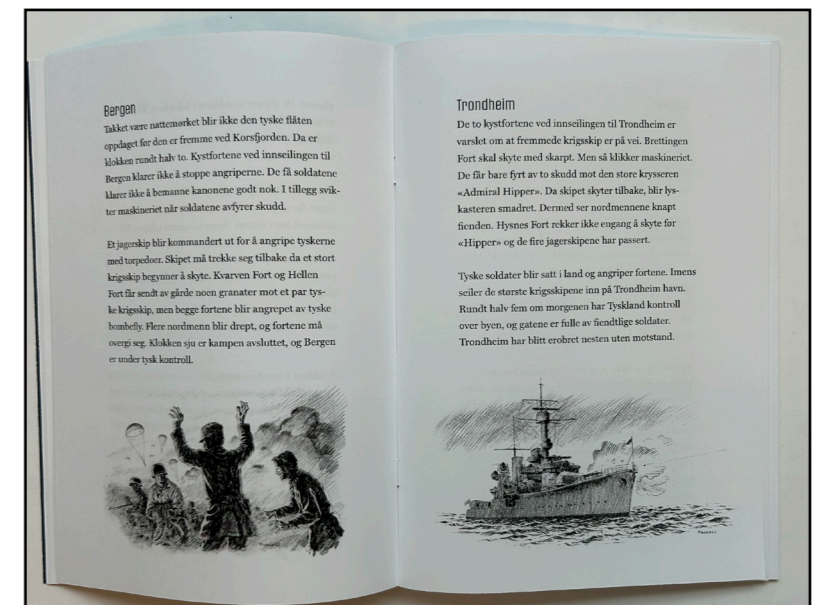 Bergen
Takket være nattemørket blir ikke den tyske flåten
oppdaget før den er fremme ved Korsfjorden. Da er
klokken rundt halv to. Kystfortene ved innseilingen til
Bergen klarer ikke å stoppe angriperne. De få soldatene
klarer ikke å bemanne kanonene godt nok. I tillegg svik-
ter maskineriet når soldatene avfyrer skudd.
Et jagerskip blir kommandert ut for å angripe tyskerne
med torpedoer. Skipet må trekke seg tilbake da et stort
krigsskip begynner å skyte. Kvarven Fort og Hellen
Fort får sendt av gårde noen granater mot et par tys-
ke krigsskip, men begge fortene blir angrepet av tyske
bombefly. Flere nordmenn blir drept, og fortene må
overgi seg. Klokken sju er kampen avsluttet, og Bergen
er under tysk kontroll.
Trondheim
De to kystfortene ved innseilingen til Trondheim er
varslet om at fremmede krigsskip er på vei. Brettingen
Fort skal skyte med skarpt. Men så klikker maskineriet.
De får bare fyrt av to skudd mot den store krysseren
«Admiral Hipper». Da skipet skyter tilbake, blir lys-
kasteren smadret. Dermed ser nordmennene knapt
fienden. Hysnes Fort rekker ikke engang å skyte før
«Hipper» og de fire jagerskipene har passert.
Tyske soldater blir satt i land og angriper fortene. Imens
seiler de største krigsskipene inn på Trondheim havn.
Rundt halv fem om morgenen har Tyskland kontroll
over byen, og gatene er fulle av fiendtlige soldater.
Trondheim har blitt erobret nesten uten motstand.